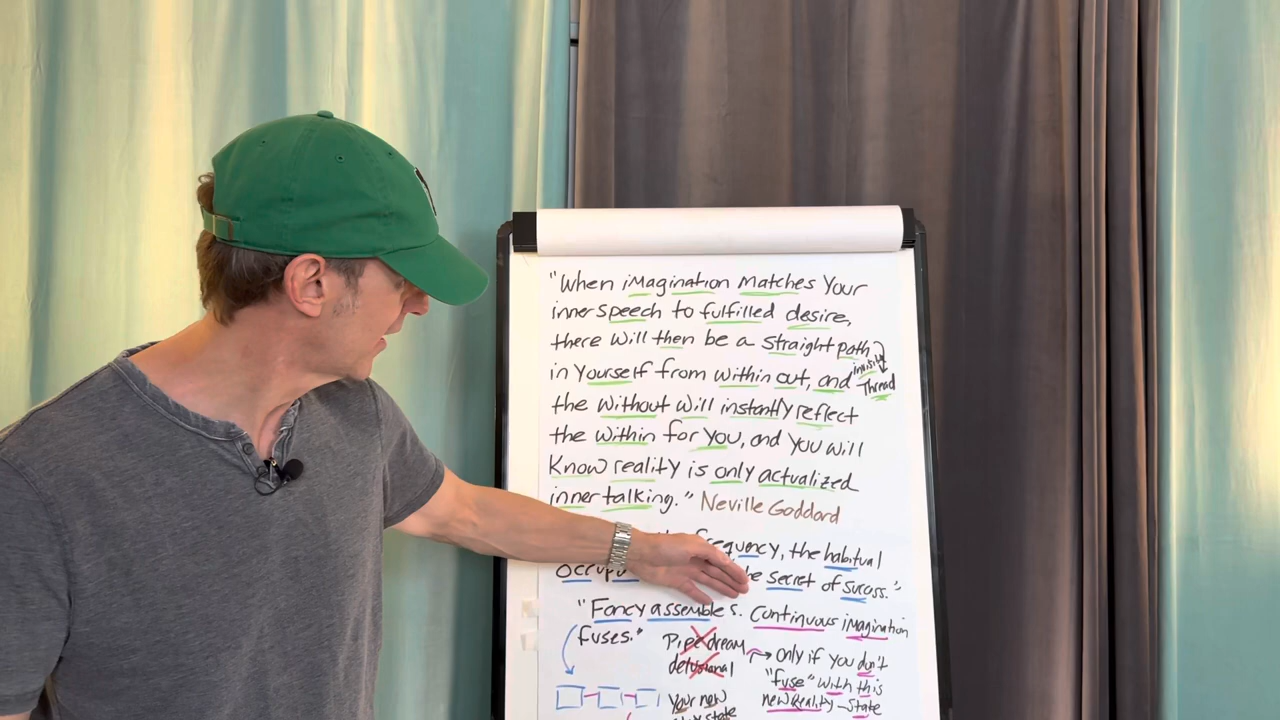 "When imagination matches your
inner speech to fulfilled desire,
there will then be a straight path
in yourself from within out, and
Thread
the without will instantly reflect
the within for you, and you will
know reality is only actualized
inner talking." Neville Goddard
frequency, the habitual
the secret of success."
"Fancy assembles. Continuous imagination
fuses."
Pipe dream
delusional
only if you don't
"fuse" with this
new reality - state
Your new
state